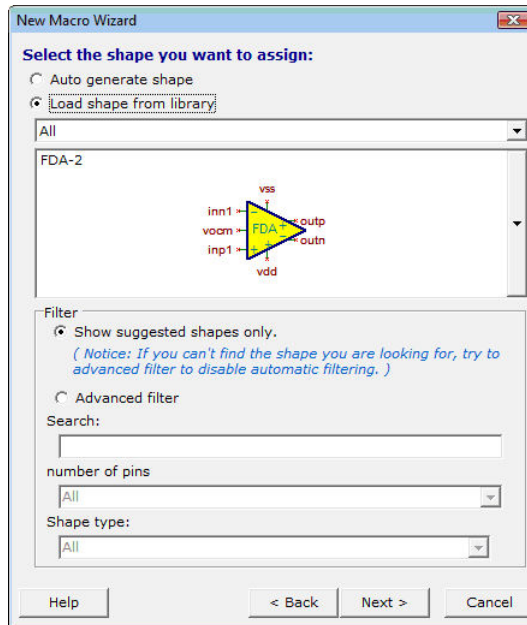 New Macro Wizard
Select the shape you want to assign:
Auto generate shape
Load shape from library
All
FDA-2
vss
inn1 outp
vocm FDA
inp1 outn
vdd
Filter
Show suggested shapes only.
( Notice: If you can't find the shape you are looking for, try to
advanced filter to disable automatic filtering. )
Advanced filter
Search:
number of pins
All
Shape type:
All
Help < Back Next > Cancel